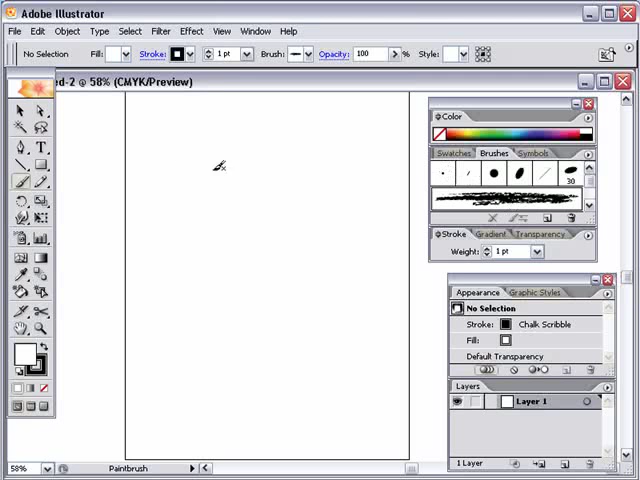 Adobe Illustrator
File Edit Object Type Select Filter Effect View Window Help
No Selection Fill: Stroke: 1 pt Brush: Opacity: 100 Style:
ed-2 @ 58% (CMYK/Preview)
Color
Swatches Brushes Symbols
30
Stroke Gradient Transparency
Weight: 1 pt
Appearance Graphic Styles
No Selection
Stroke: Chalk Scribble
Fill:
Default Transparency
Layers
Layer 1
1 Layer
58% Paintbrush